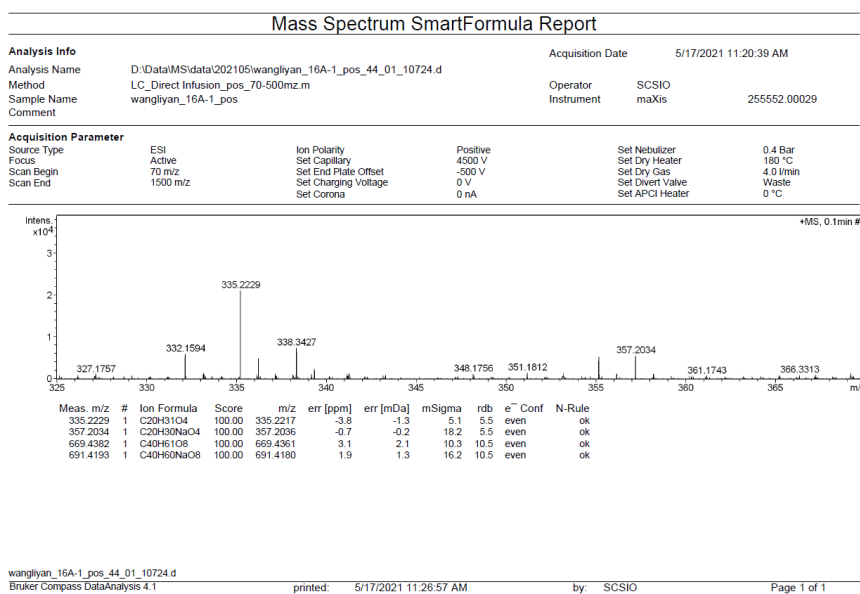 Mass Spectrum SmartFormula Report
Analysis Info
Acquisition Date 5/17/2021 11:20:39 AM
Analysis Name D:\Data\MS\data\202105\wangliyan_16A-1_pos_44_01_10724.d
Method LC_Direct Infusion_pos_70-500mz.m Operator SCSIO
Sample Name wangliyan_16A-1_pos Instrument maXis 255552.00029
Comment
Acquisition Parameter
Source Type ESI Ion Polarity Positive Set Nebulizer 0.4 Bar
Focus Active Set Capillary 4500 V Set Dry Heater 180 °C
Scan Begin 70 m/z Set End Plate Offset -500 V Set Dry Gas 4.0 l/min
Scan End 1500 m/z Set Charging Voltage 0 V Set Divert Valve Waste
Set Corona 0 nA Set APCI Heater 0 °C
Intens. +MS, 0.1min #
x10⁴
3
335.2229
2
332.1594 338.3427 357.2034
1
327.1757 348.1756 351.1812 361.1743 366.3313
0
325 330 335 340 345 350 355 360 365 m/
Meas. m/z # Ion Formula Score m/z err [ppm] err [mDa] mSigma rdb e⁻ Conf N-Rule
335.2229 1 C20H31O4 100.00 335.2217 -3.8 -1.3 5.1 5.5 even ok
357.2034 1 C20H30NaO4 100.00 357.2036 -0.7 -0.2 18.2 5.5 even ok
669.4382 1 C40H61O8 100.00 669.4361 3.1 2.1 10.3 10.5 even ok
691.4193 1 C40H60NaO8 100.00 691.4180 1.9 1.3 16.2 10.5 even ok
wangliyan_16A-1_pos_44_01_10724.d
Bruker Compass DataAnalysis 4.1 printed: 5/17/2021 11:26:57 AM by: SCSIO Page 1 of 1